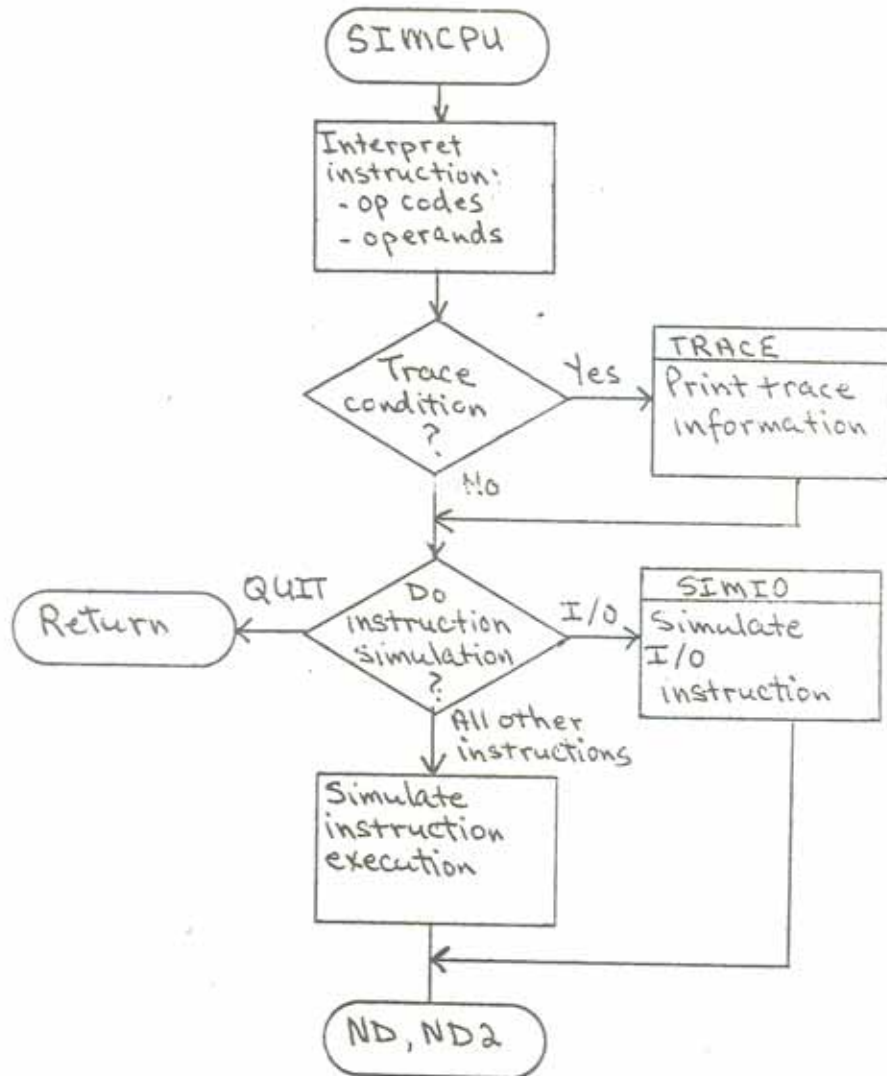 SIMCPU
Interpret
instruction:
- op codes
- operands
Trace
condition
?
Yes
TRACE
Print trace
information
No
QUIT
Return
Do
instruction
simulation
?
I/O
SIMIO
Simulate
I/O
instruction
All other
instructions
Simulate
instruction
execution
ND, ND2